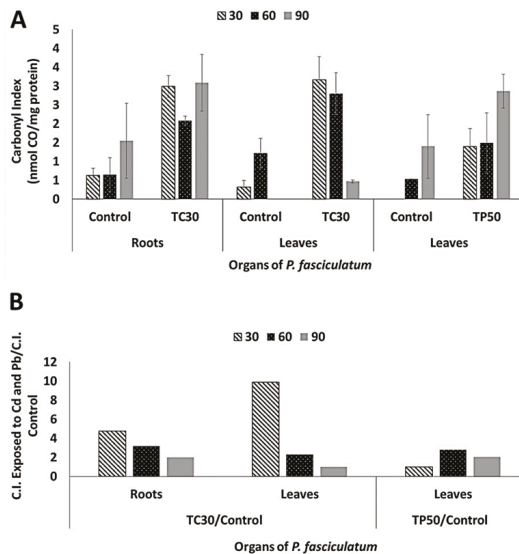 A
30 60 90
Carbonyl Index
(nmol CO/mg protein)
5
4
4
3
3
2
2
1
1
0
Control TC30 Control TC30 Control TP50
Roots Leaves Leaves
Organs of P. fasciculatum
B
30 60 90
C.I. Exposed to Cd and Pb/C.I.
Control
12
10
8
6
4
2
0
Roots Leaves Leaves
TC30/Control TP50/Control
Organs of P. fasciculatum